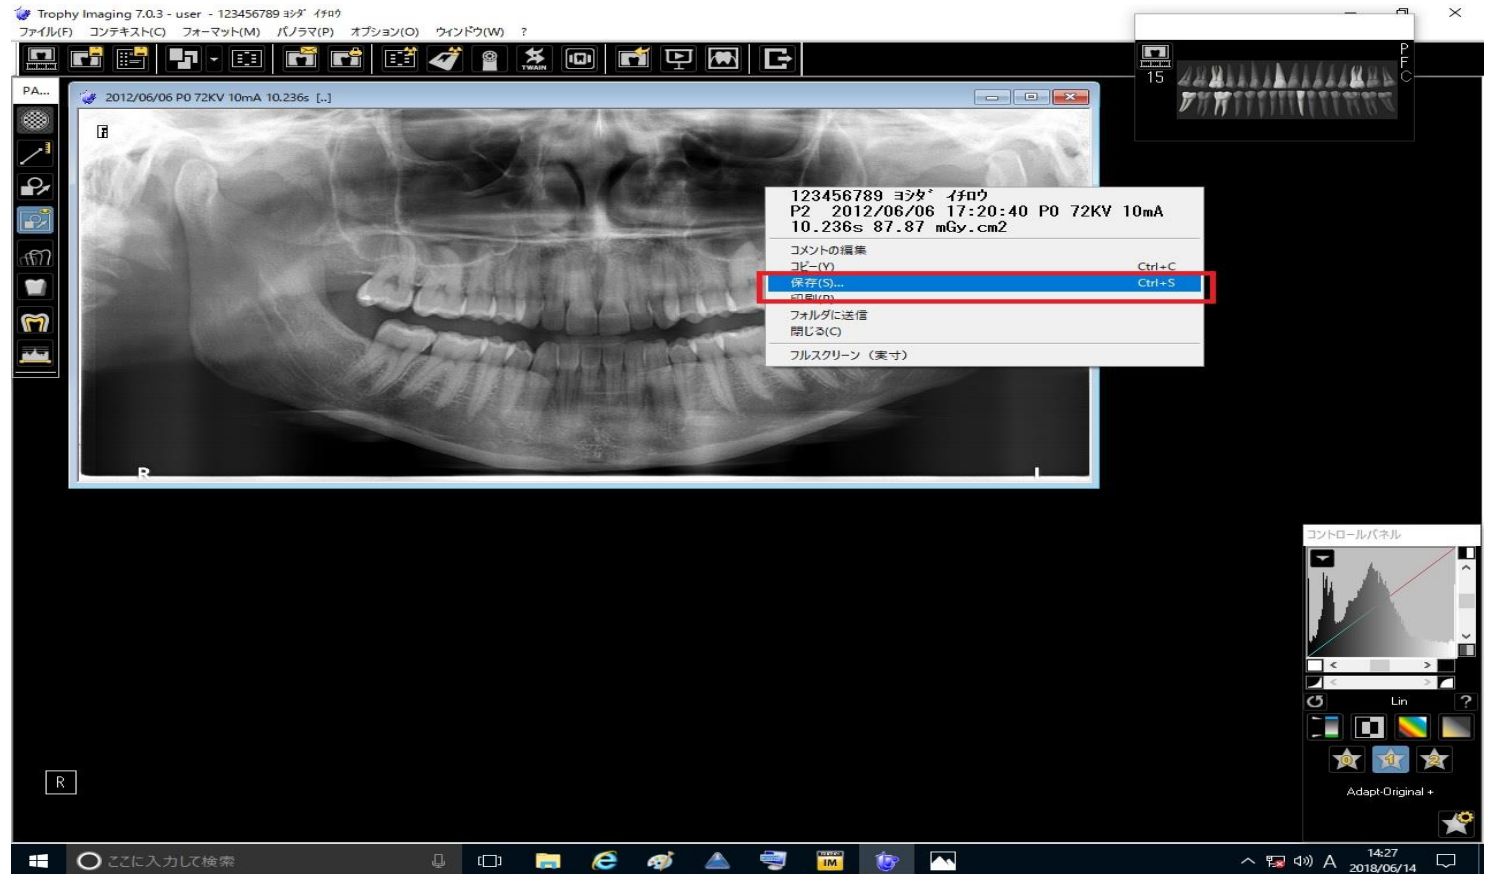 Trophy Imaging 7.0.3 - user - 123456789 ﾖｼﾀﾞ ｲﾁﾛｳ
ファイル(F) コンテキスト(C) フォーマット(M) パノラマ(P) オプション(O) ウィンドウ(W) ?
TWAIN
15
P
F
C
PA...
2012/06/06 P0 72KV 10mA 10.236s [..]
F
123456789 ﾖｼﾀﾞ ｲﾁﾛｳ
P2 2012/06/06 17:20:40 P0 72KV 10mA
10.236s 87.87 mGy.cm2
コメントの編集
コピー(Y) Ctrl+C
保存(S)... Ctrl+S
印刷(P)
フォルダに送信
閉じる(C)
フルスクリーン（実寸）
R
コントロールパネル
Lin ?
0 1 2
Adapt-Original +
R
ここに入力して検索
IM
A
14:27
2018/06/14